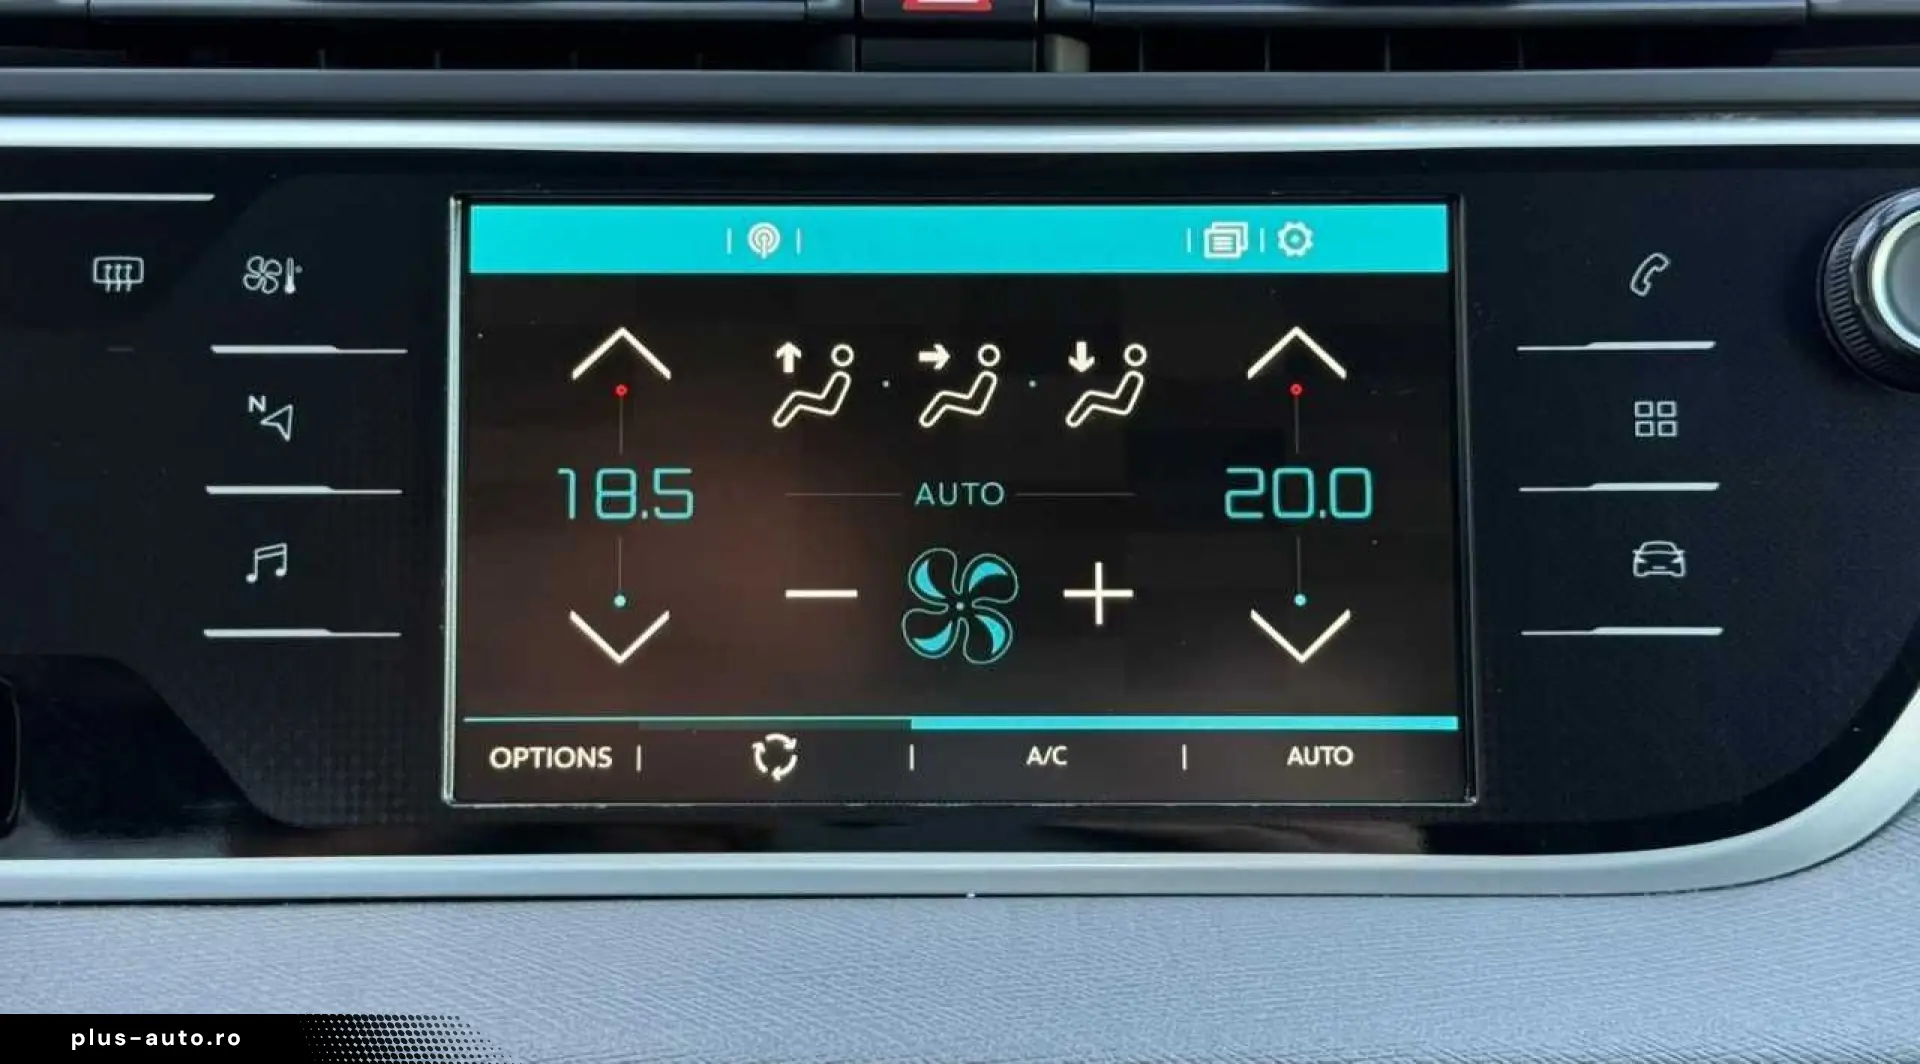 N
18.5
AUTO
20.0
OPTIONS
A/C
AUTO
plus-auto.ro